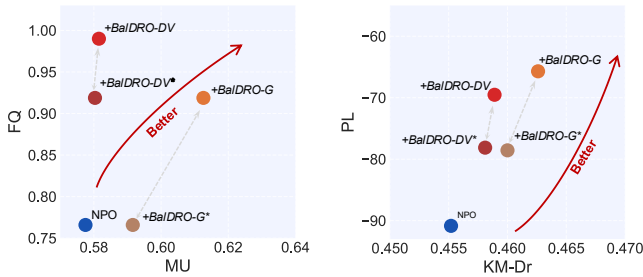 1.00
0.95
0.90
0.85
0.80
0.75
FQ
+BalDRO-DV
+BalDRO-DV*
+BalDRO-G
Better
NPO
+BalDRO-G*
0.58
0.60
0.62
0.64
MU
−60
−70
−80
−90
PL
+BalDRO-G
+BalDRO-DV
+BalDRO-DV*
+BalDRO-G*
Better
NPO
0.450
0.455
0.460
0.465
0.470
KM-Dr